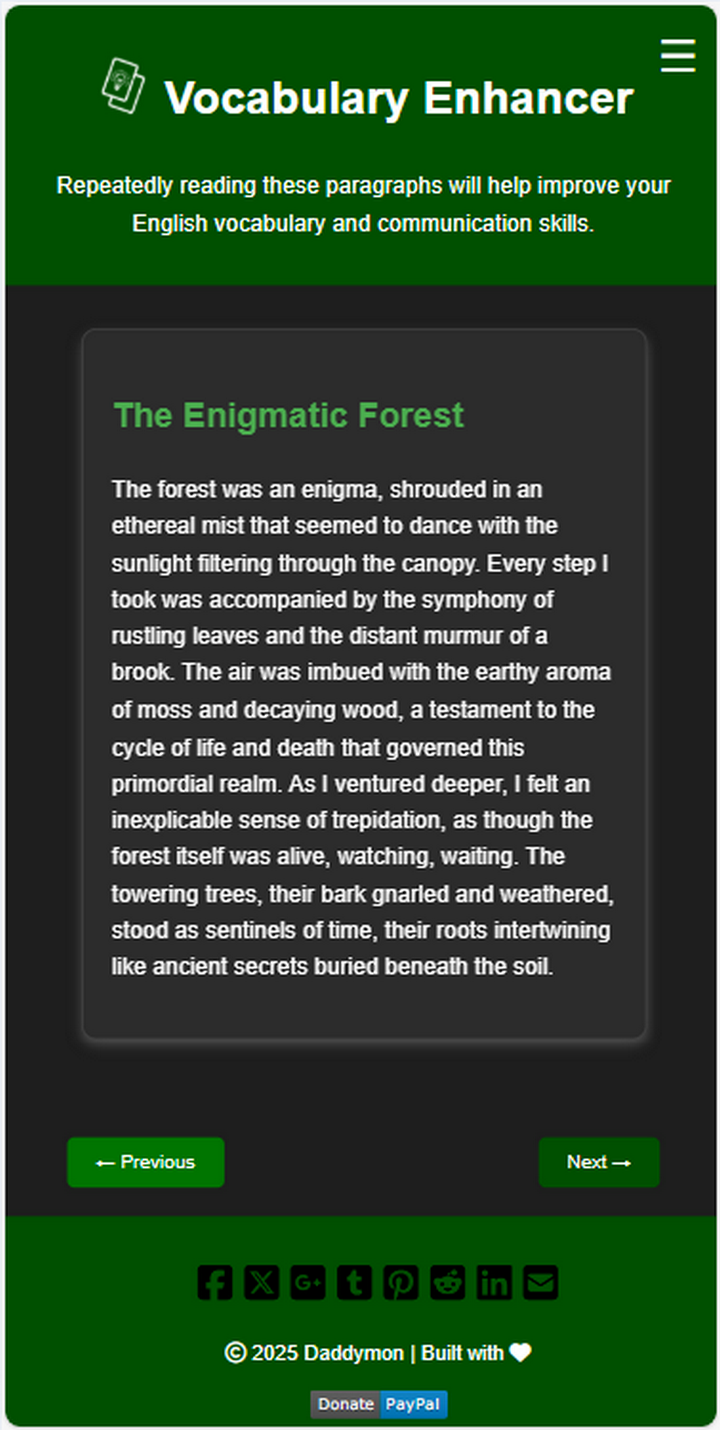 ☰
Vocabulary Enhancer
Repeatedly reading these paragraphs will help improve your
English vocabulary and communication skills.
The Enigmatic Forest
The forest was an enigma, shrouded in an
ethereal mist that seemed to dance with the
sunlight filtering through the canopy. Every step I
took was accompanied by the symphony of
rustling leaves and the distant murmur of a
brook. The air was imbued with the earthy aroma
of moss and decaying wood, a testament to the
cycle of life and death that governed this
primordial realm. As I ventured deeper, I felt an
inexplicable sense of trepidation, as though the
forest itself was alive, watching, waiting. The
towering trees, their bark gnarled and weathered,
stood as sentinels of time, their roots intertwining
like ancient secrets buried beneath the soil.
← Previous
Next →
© 2025 Daddymon | Built with ♥
Donate PayPal